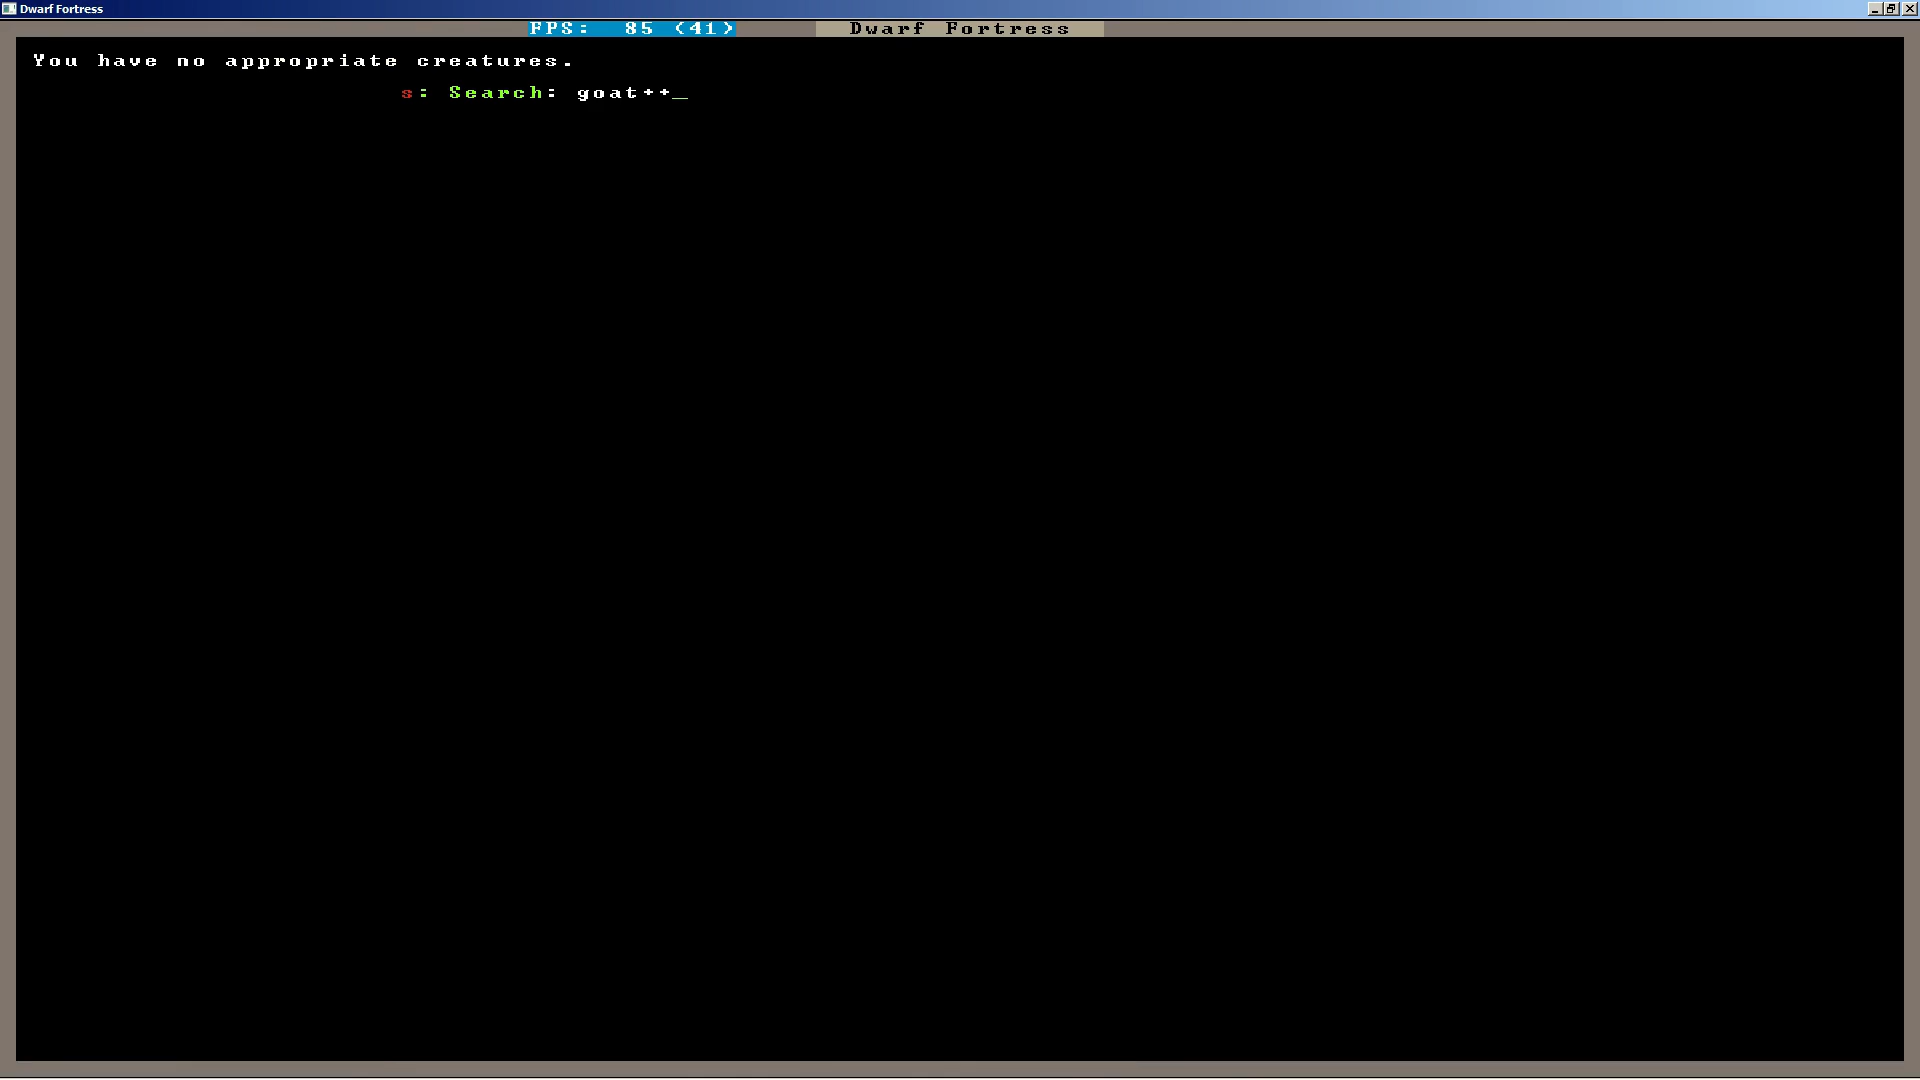 Dwarf Fortress
FPS: 85 (41) Dwarf Fortress
You have no appropriate creatures.
s: Search: goat++_